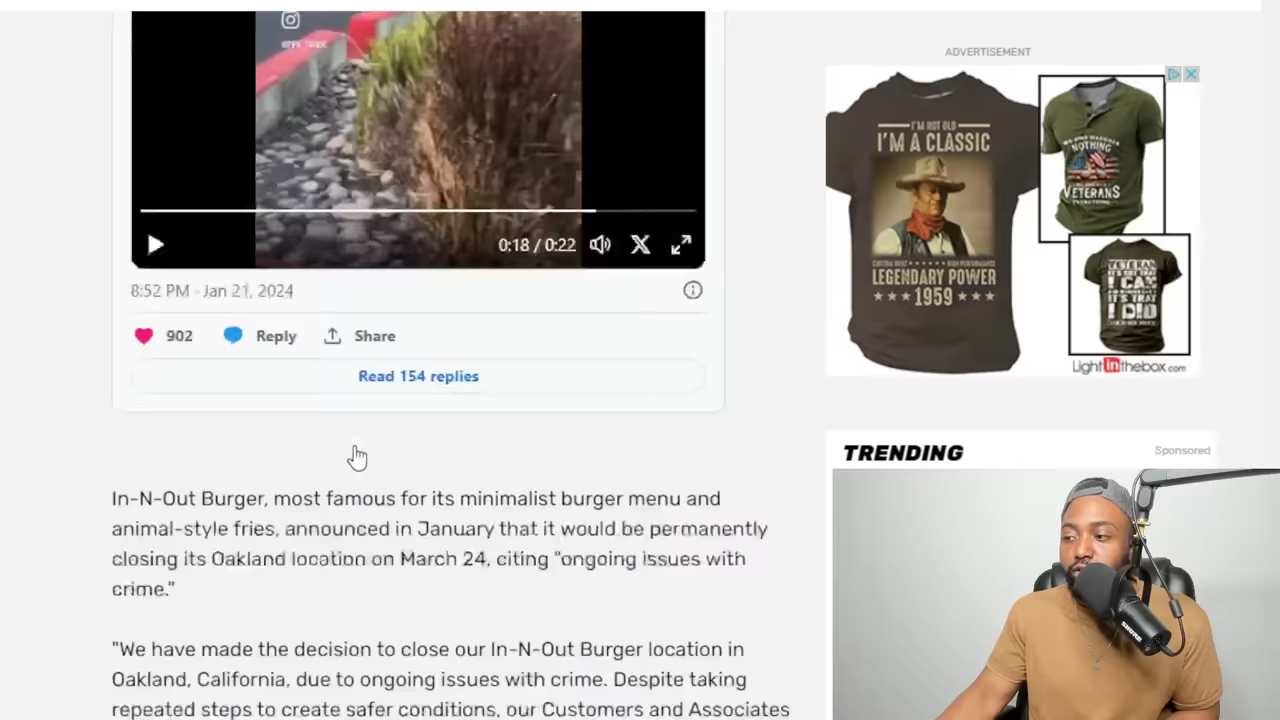 ADVERTISEMENT
I'M NOT OLD
I'M A CLASSIC
LEGENDARY POWER
1959
NOTHING
VETERANS
VETERAN
IT'S NOT THAT
I CAN
IT'S THAT
I DID
Lightinthebox.com
0:18 / 0:22
8:52 PM · Jan 21, 2024
902 Reply Share
Read 154 replies
TRENDING
Sponsored
In-N-Out Burger, most famous for its minimalist burger menu and
animal-style fries, announced in January that it would be permanently
closing its Oakland location on March 24, citing "ongoing issues with
crime."
"We have made the decision to close our In-N-Out Burger location in
Oakland, California, due to ongoing issues with crime. Despite taking
repeated steps to create safer conditions, our Customers and Associates
SHURE